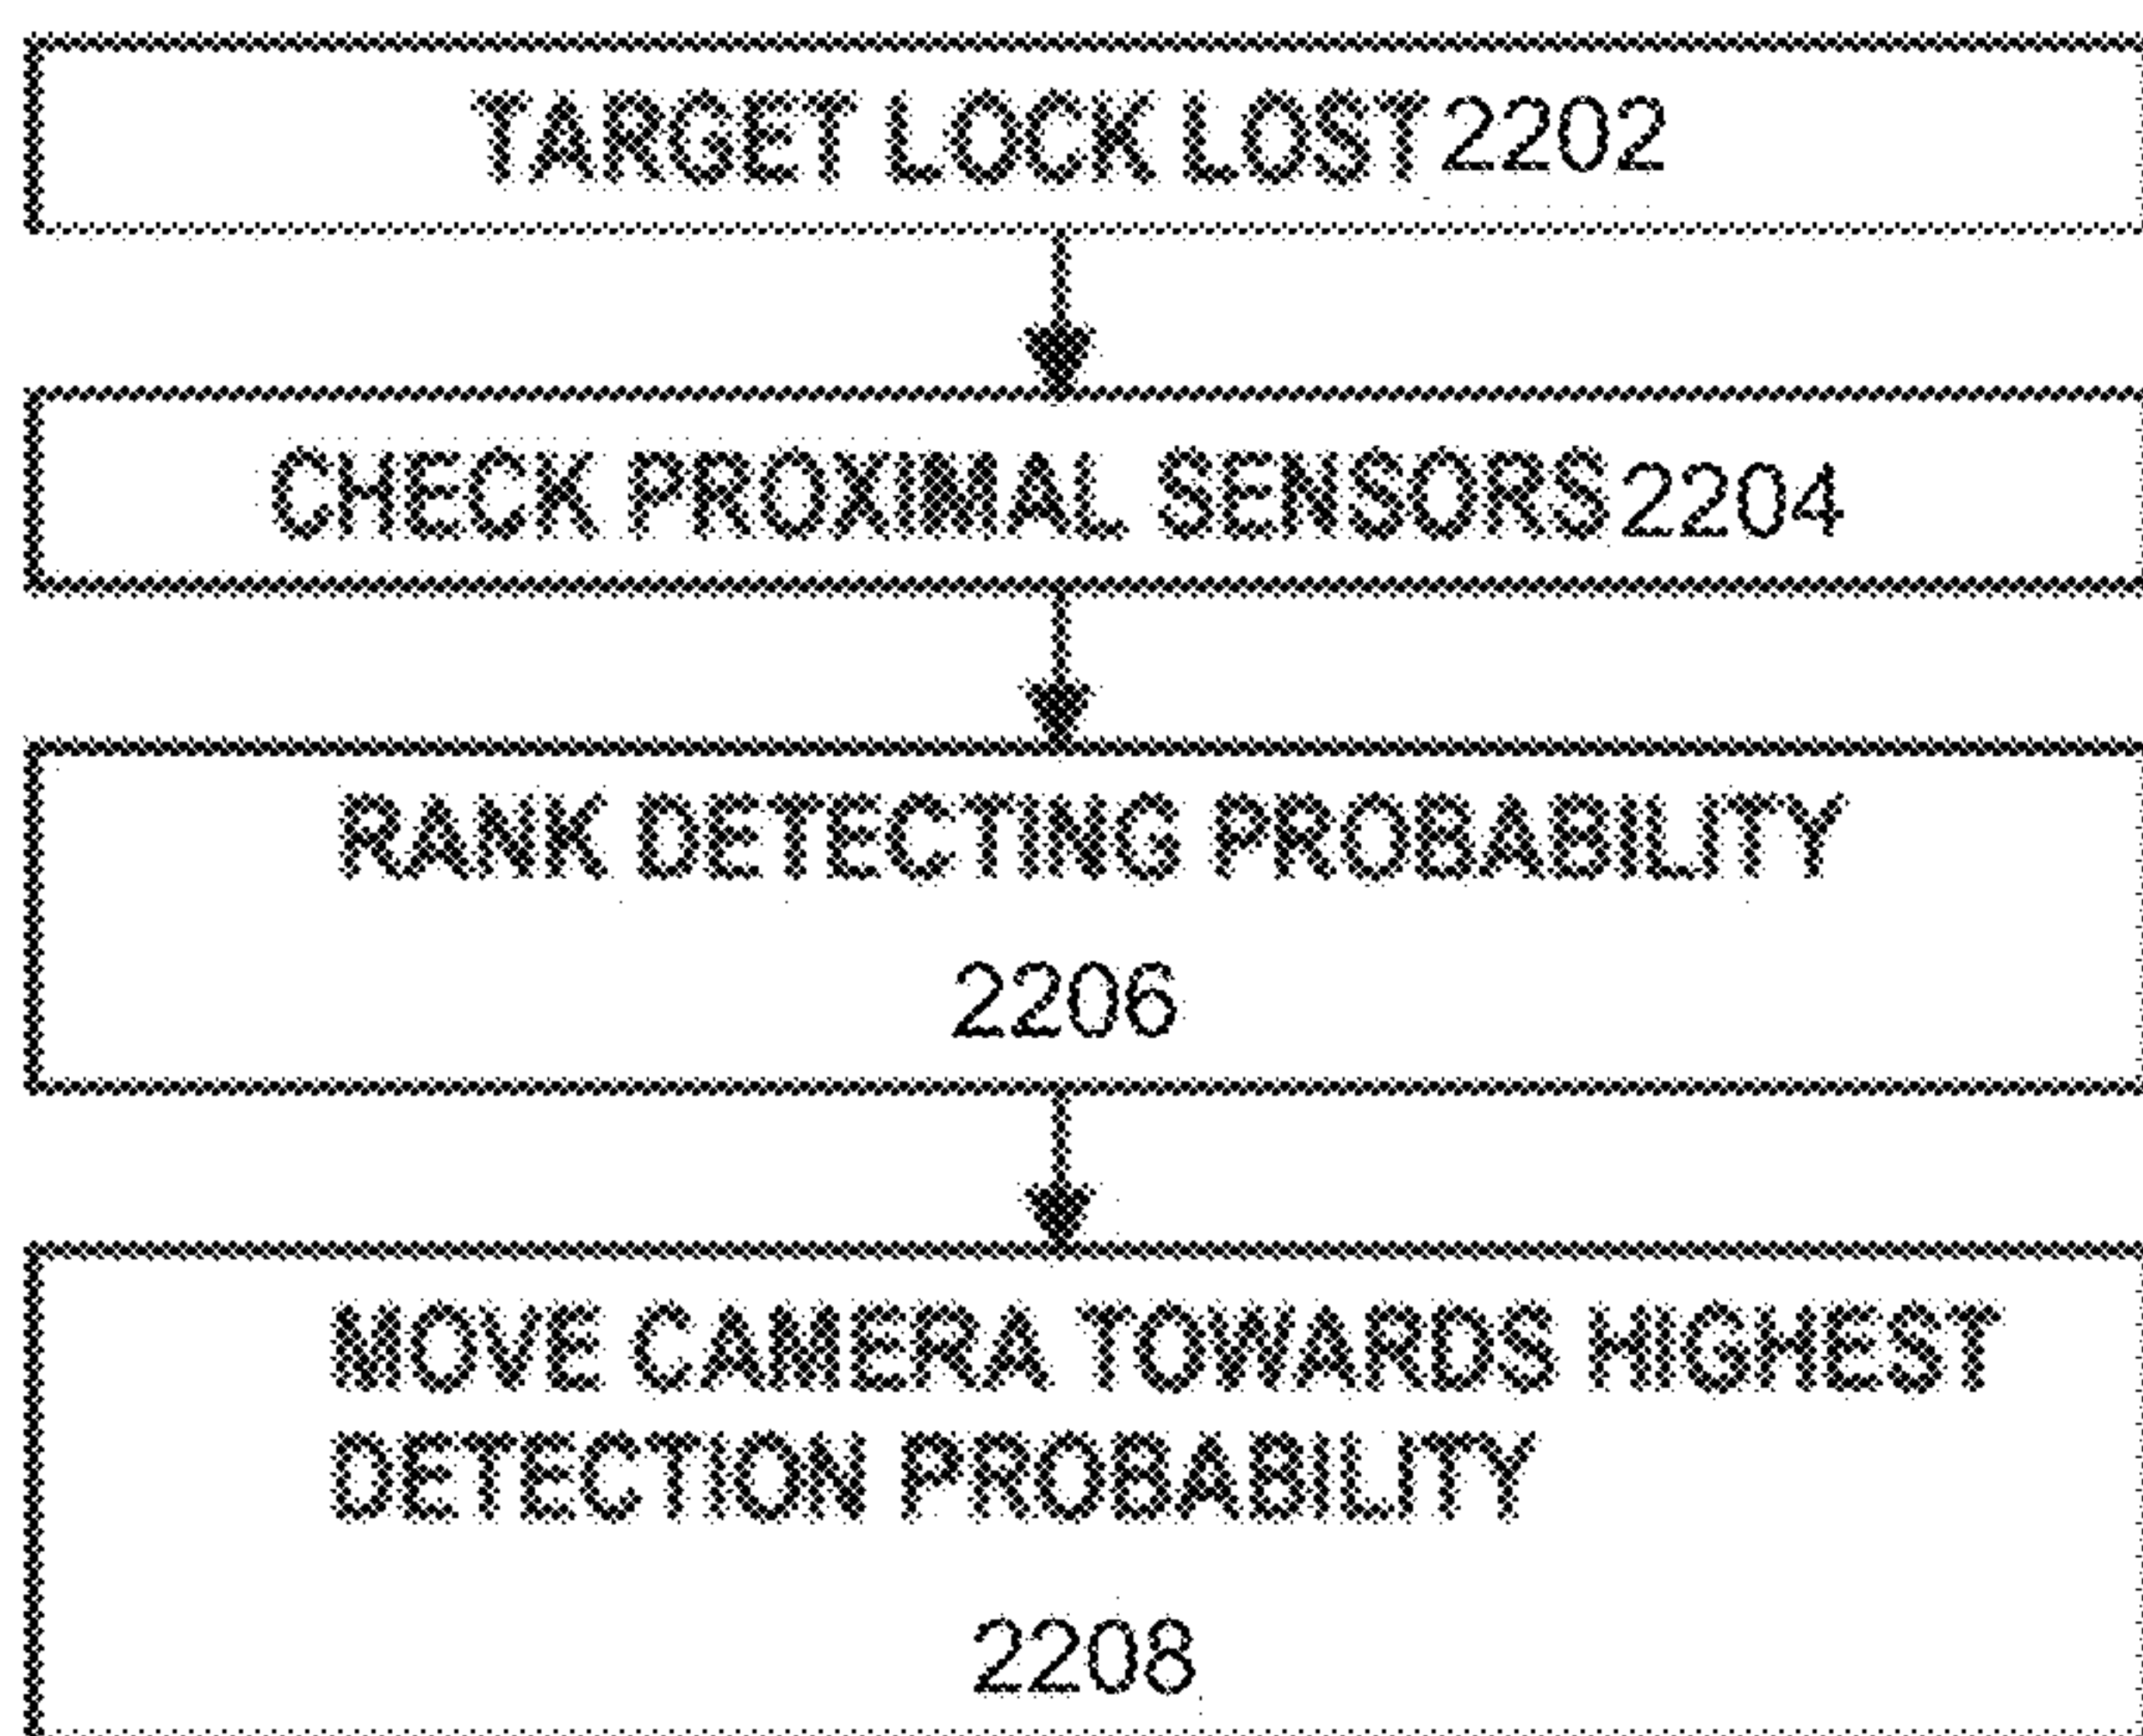 TARGET LOCK LOST 2202
CHECK PROXIMAL SENSORS 2204
RANK DETECTING PROBABILITY
2206
MOVE CAMERA TOWARDS HIGHEST
DETECTION PROBABILITY
2208